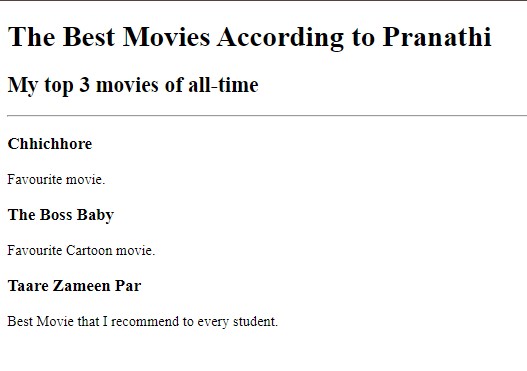 The Best Movies According to Pranathi
My top 3 movies of all-time
Chhichhore
Favourite movie.
The Boss Baby
Favourite Cartoon movie.
Taare Zameen Par
Best Movie that I recommend to every student.